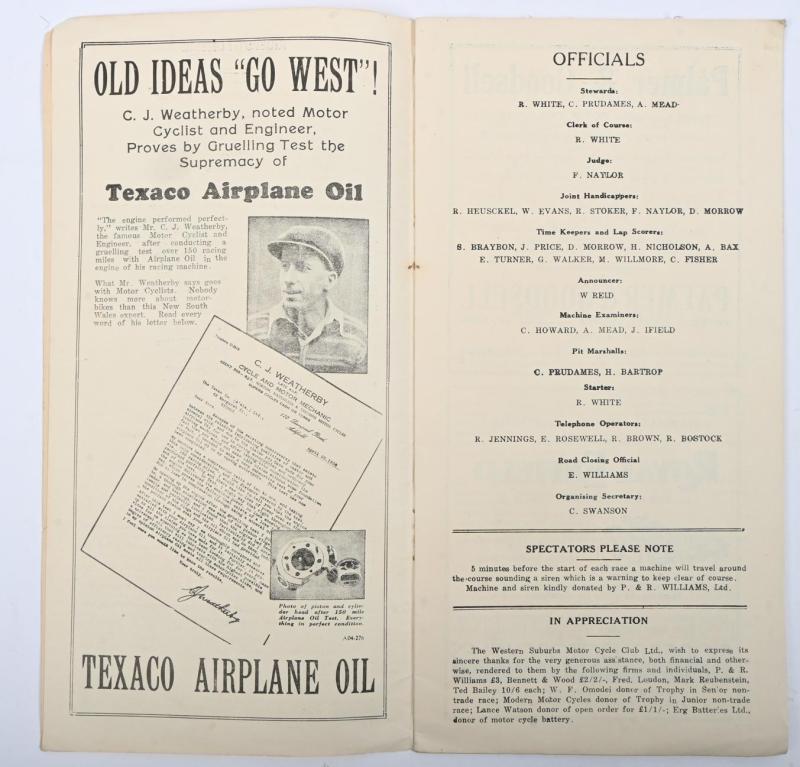 OLD IDEAS "GO WEST"!
C. J. Weatherby, noted Motor
Cyclist and Engineer,
Proves by Gruelling Test the
Supremacy of
Texaco Airplane Oil
"The engine performed perfect-
ly," writes Mr. C. J. Weatherby,
the famous Motor Cyclist and
Engineer, after conducting a
gruelling test over 150 racing
miles with Airplane Oil in the
engine of his racing machine.
What Mr. Weatherby says goes
with Motor Cyclists. Nobody
knows more about motor-
bikes than this New South
Wales expert. Read every
word of his letter below.
C. J. WEATHERBY
CYCLE AND MOTOR MECHANIC
Photo of piston and cylin-
der head after 150 mile
Airplane Oil Test. Every-
thing in perfect condition.
A04-27b
TEXACO AIRPLANE OIL
OFFICIALS
Stewards:
R. WHITE, C. PRUDAMES, A. MEAD
Clerk of Course:
R. WHITE
Judge:
F. NAYLOR
Joint Handicappers:
R. HEUSCKEL, W. EVANS, R. STOKER, F. NAYLOR, D. MORROW
Time Keepers and Lap Scorers:
S. BRAYBON, J. PRICE, D. MORROW, H. NICHOLSON, A. BAX
E. TURNER, G. WALKER, M. WILLMORE, C. FISHER
Announcer:
W REID
Machine Examiners:
C. HOWARD, A. MEAD, J. IFIELD
Pit Marshalls:
C. PRUDAMES, H. BARTROP
Starter:
R. WHITE
Telephone Operators:
R. JENNINGS, E. ROSEWELL, R. BROWN, R. BOSTOCK
Road Closing Official
E. WILLIAMS
Organising Secretary:
C. SWANSON
SPECTATORS PLEASE NOTE
5 minutes before the start of each race a machine will travel around
the course sounding a siren which is a warning to keep clear of course.
Machine and siren kindly donated by P. & R. WILLIAMS, Ltd.
IN APPRECIATION
The Western Suburbs Motor Cycle Club Ltd., wish to express its
sincere thanks for the very generous assistance, both financial and other-
wise, rendered to them by the following firms and individuals, P. & R.
Williams £3, Bennett & Wood £2/2/-, Fred. Loudon, Mark Reubenstein,
Ted Bailey 10/6 each; W. F. Omodei donor of Trophy in Senior non-
trade race; Modern Motor Cycles donor of Trophy in Junior non-trade
race; Lance Watson donor of open order for £1/1/-; Erg Batteries Ltd.,
donor of motor cycle battery.